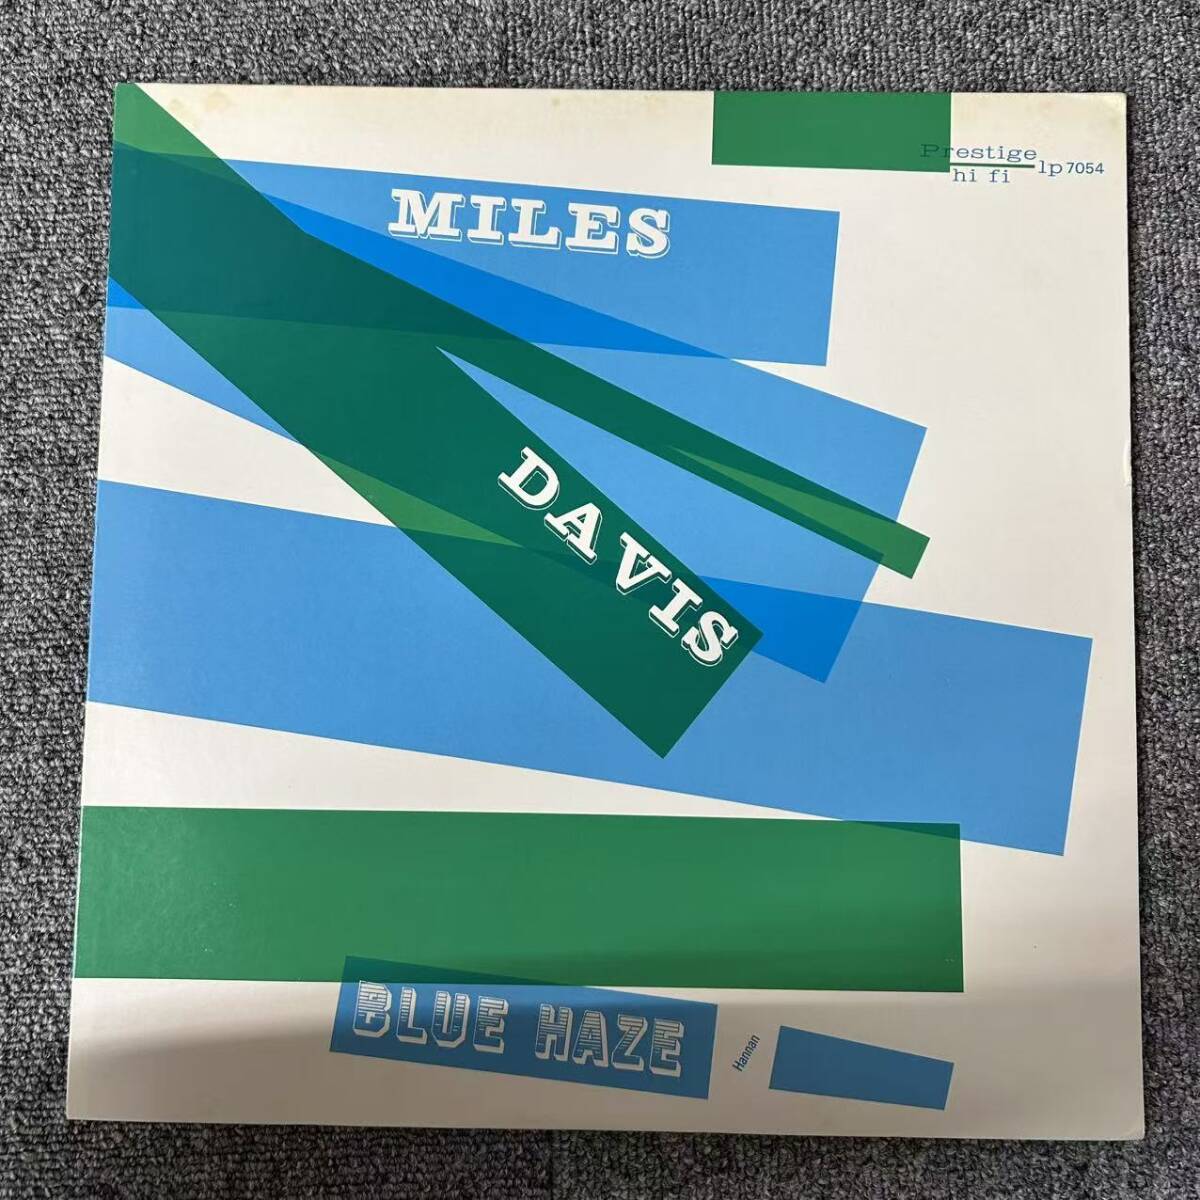 Prestige
hi fi
lp 7054
MILES
DAVIS
BLUE HAZE
Hannan